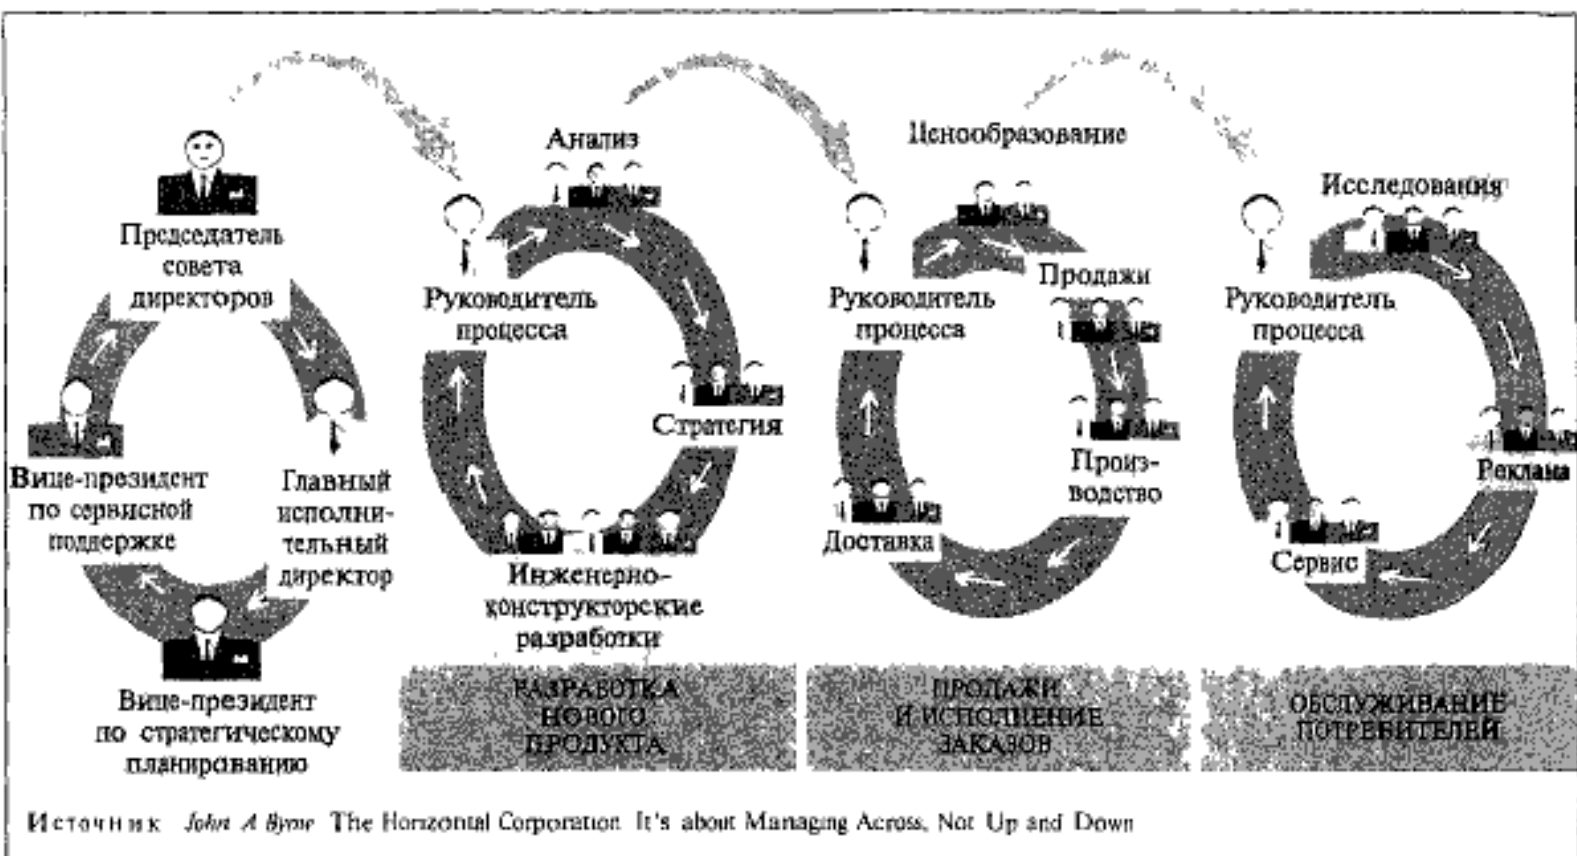 Председатель
совета
директоров
Главный
исполни-
тельный
директор
Вице-президент
по стратегическому
планированию
Вице-президент
по сервисной
поддержке
Руководитель
процесса
Анализ
Стратегия
Инженерно-
конструкторские
разработки
РАЗРАБОТКА
НОВОГО
ПРОДУКТА
Руководитель
процесса
Ценообразование
Продажи
Произ-
водство
Доставка
ПРОДАЖИ
И ИСПОЛНЕНИЕ
ЗАКАЗОВ
Руководитель
процесса
Исследования
Реклама
Сервис
ОБСЛУЖИВАНИЕ
ПОТРЕБИТЕЛЕЙ
Источник John A Byrne The Horizontal Corporation It's about Managing Across, Not Up and Down